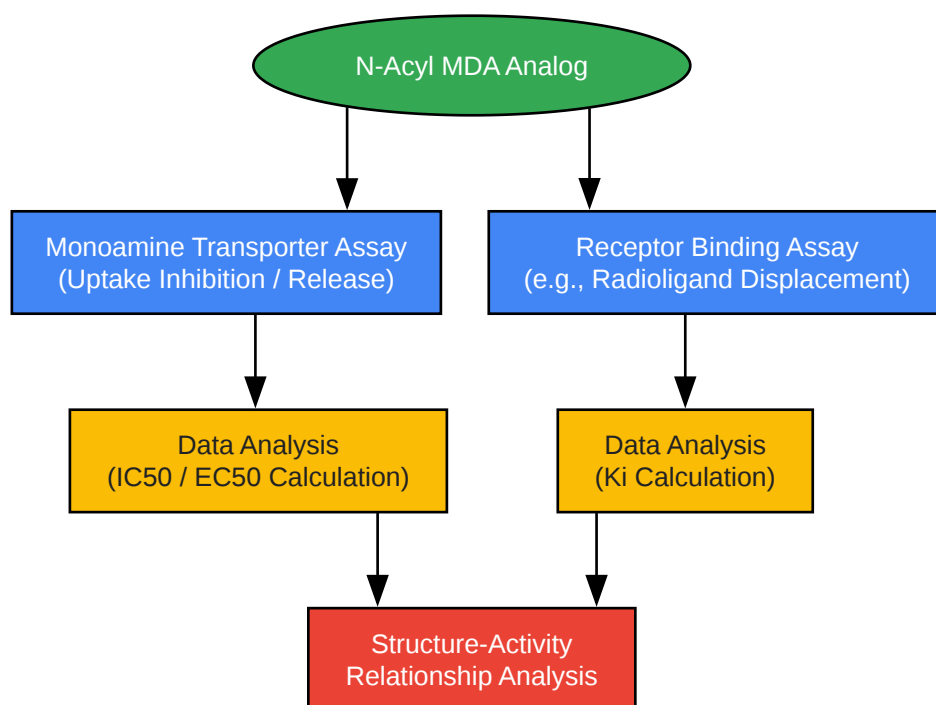 N-Acyl MDA Analog
Monoamine Transporter Assay
(Uptake Inhibition / Release)
Receptor Binding Assay
(e.g., Radioligand Displacement)
Data Analysis
(IC50 / EC50 Calculation)
Data Analysis
(Ki Calculation)
Structure-Activity
Relationship Analysis